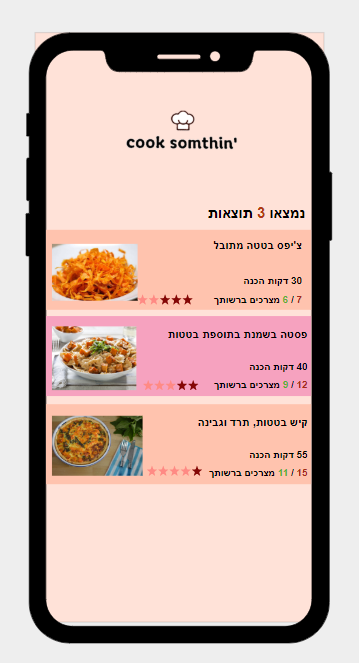 cook somthin'
נמצאו 3 תוצאות
צ'יפס בטטה מתובל
30 דקות הכנה
6 / 7 מצרכים ברשותך
פסטה בשמנת בתוספת בטטות
40 דקות הכנה
9 / 12 מצרכים ברשותך
קיש בטטות, תרד וגבינה
55 דקות הכנה
11 / 15 מצרכים ברשותך